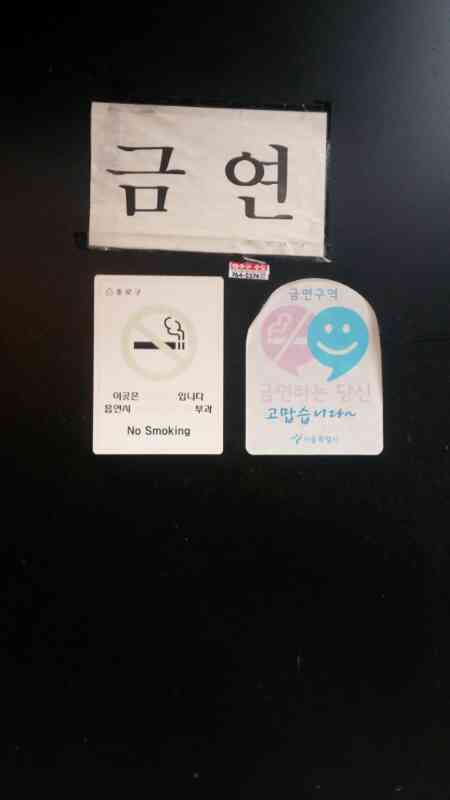 금연
764-2374
종로구
이곳은 입니다
흡연시 부과
No Smoking
금연구역
금연하는 당신
고맙습니다~
서울특별시